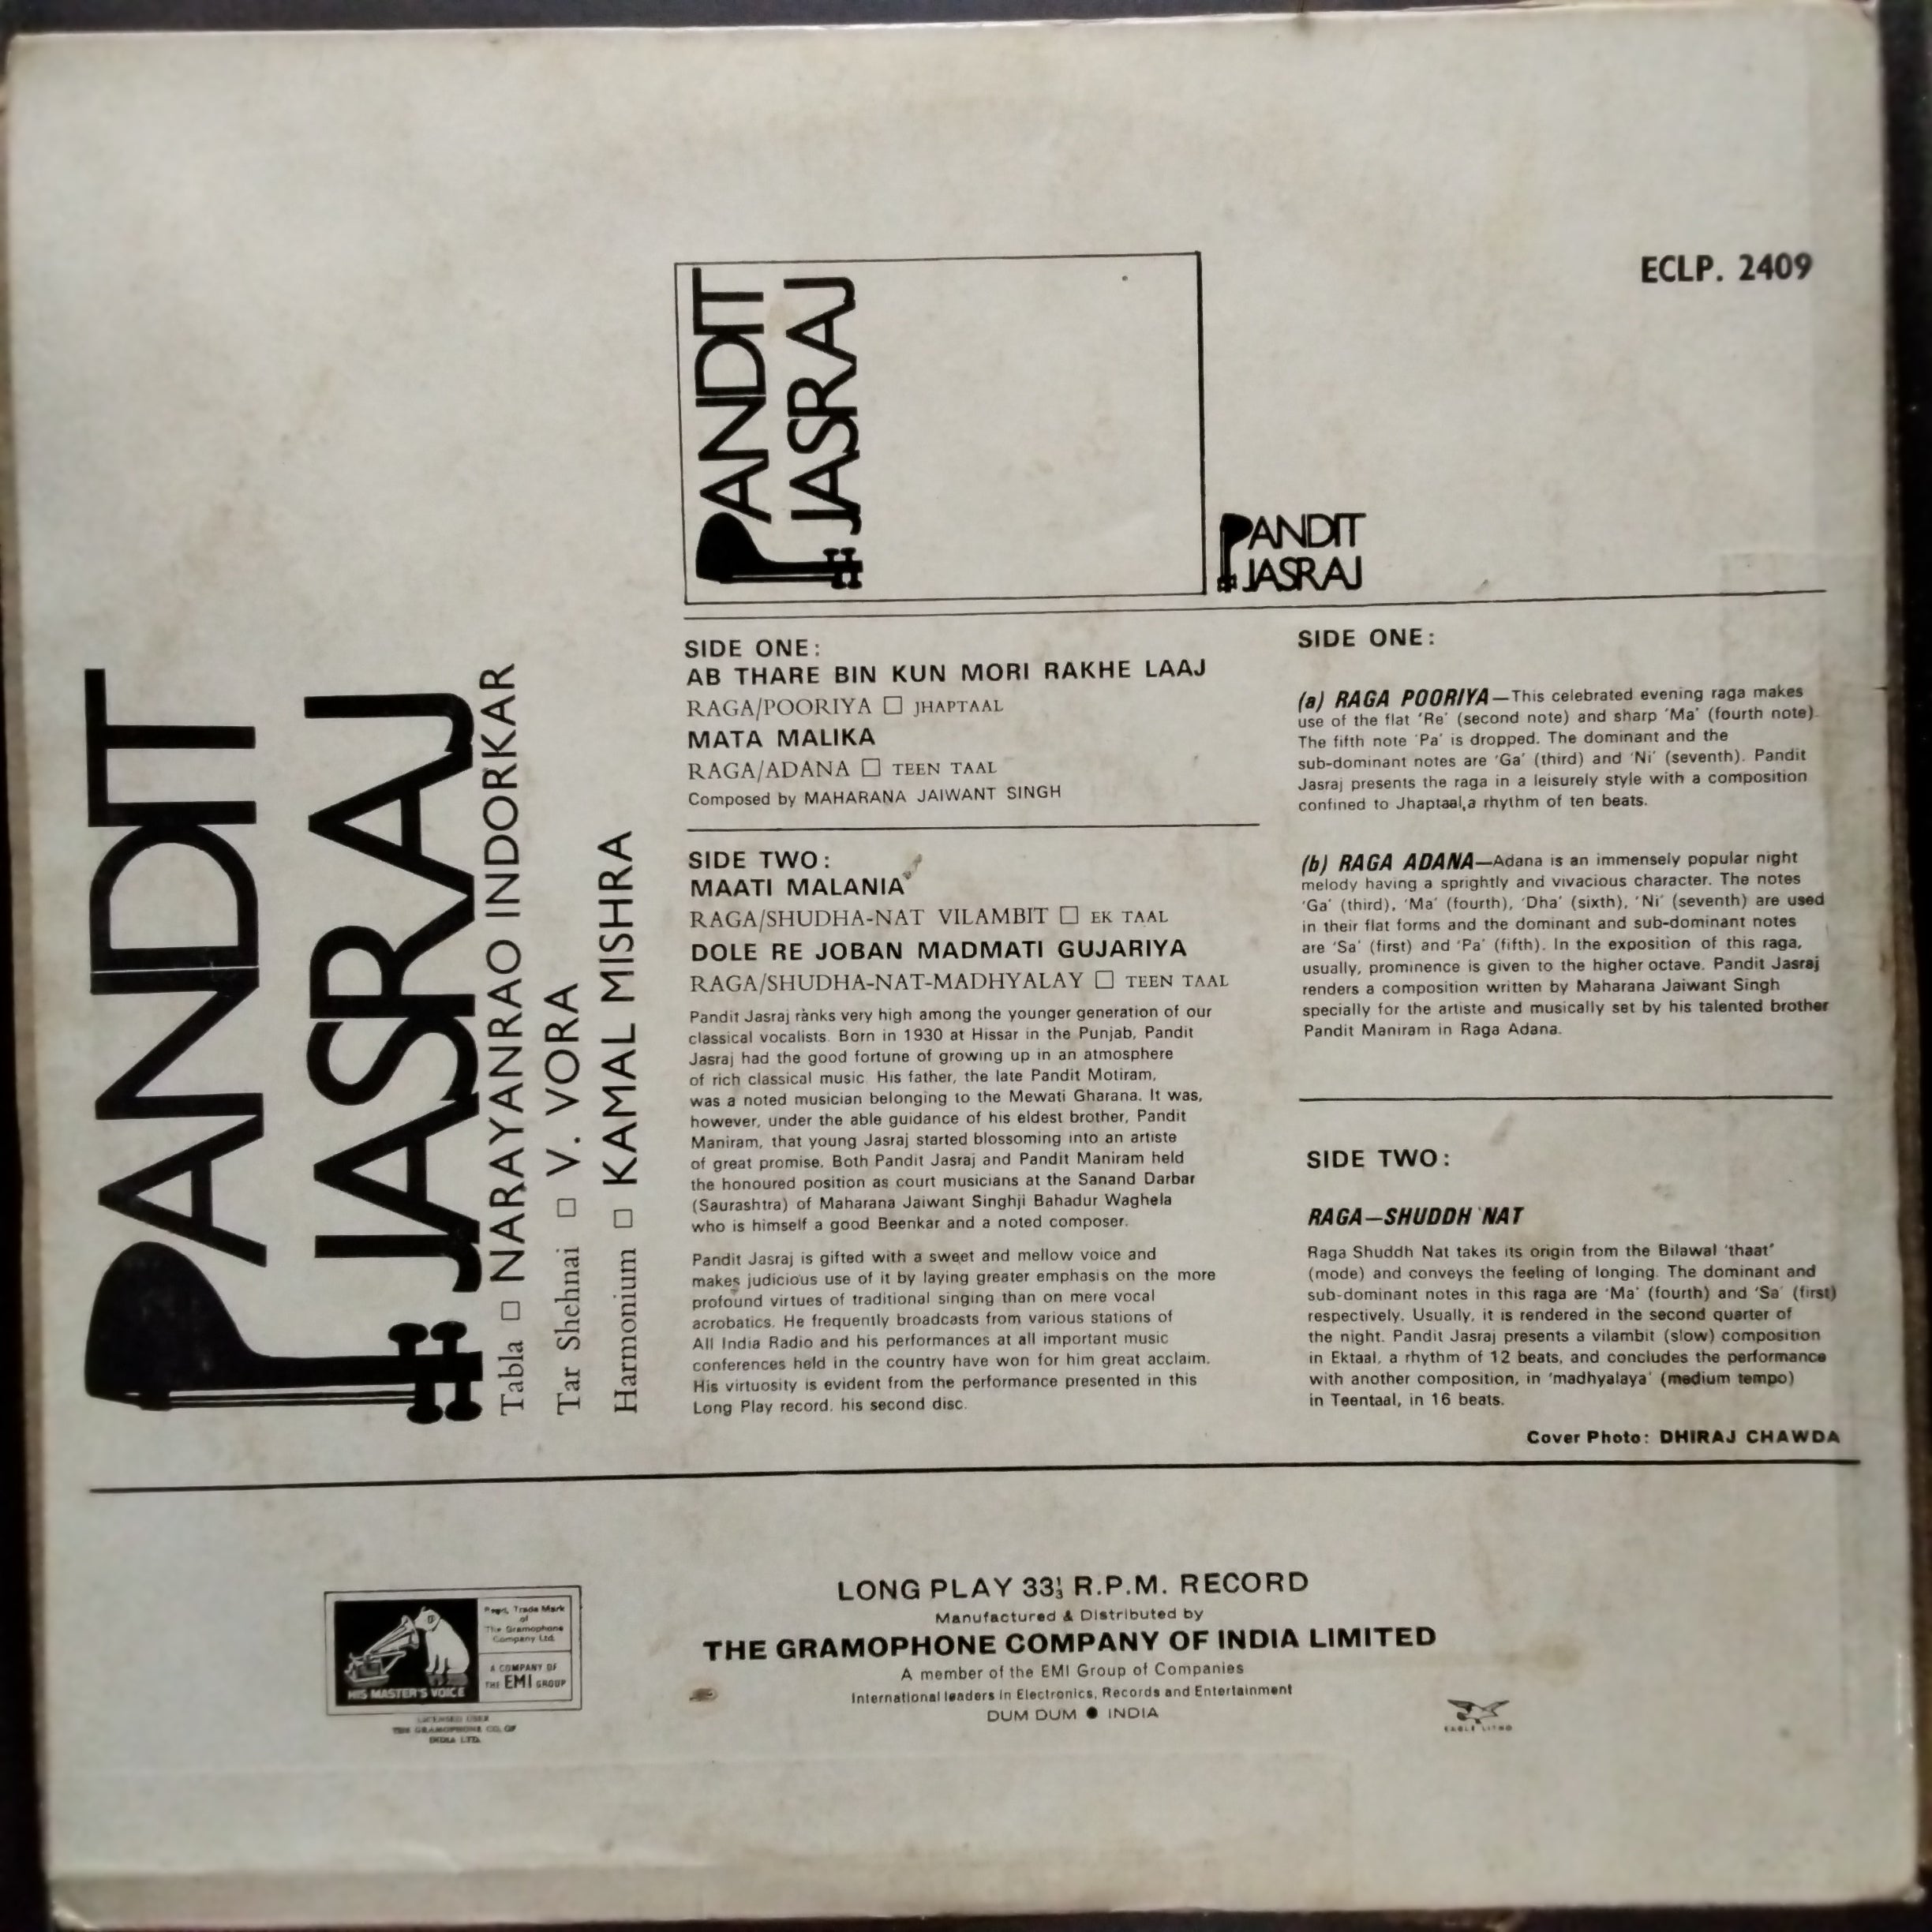 PANDIT
JASRAJ
Tabla □ NARAYANRAO INDORKAR
Tar Shehnai □ V. VORA
Harmonium □ KAMAL MISHRA
PANDIT
JASRAJ
ECLP. 2409
PANDIT
JASRAJ
SIDE ONE:
AB THARE BIN KUN MORI RAKHE LAAJ
RAGA/POORIYA □ JHAPTAAL
MATA MALIKA
RAGA/ADANA □ TEEN TAAL
Composed by MAHARANA JAIWANT SINGH
SIDE TWO:
MAATI MALANIA
RAGA/SHUDHA-NAT VILAMBIT □ EK TAAL
DOLE RE JOBAN MADMATI GUJARIYA
RAGA/SHUDHA-NAT-MADHYALAY □ TEEN TAAL
Pandit Jasraj ranks very high among the younger generation of our
classical vocalists. Born in 1930 at Hissar in the Punjab, Pandit
Jasraj had the good fortune of growing up in an atmosphere
of rich classical music. His father, the late Pandit Motiram,
was a noted musician belonging to the Mewati Gharana. It was,
however, under the able guidance of his eldest brother, Pandit
Maniram, that young Jasraj started blossoming into an artiste
of great promise. Both Pandit Jasraj and Pandit Maniram held
the honoured position as court musicians at the Sanand Darbar
(Saurashtra) of Maharana Jaiwant Singhji Bahadur Waghela
who is himself a good Beenkar and a noted composer.
Pandit Jasraj is gifted with a sweet and mellow voice and
makes judicious use of it by laying greater emphasis on the more
profound virtues of traditional singing than on mere vocal
acrobatics. He frequently broadcasts from various stations of
All India Radio and his performances at all important music
conferences held in the country have won for him great acclaim.
His virtuosity is evident from the performance presented in this
Long Play record. his second disc.
SIDE ONE:
(a) RAGA POORIYA—This celebrated evening raga makes
use of the flat 'Re' (second note) and sharp 'Ma' (fourth note).
The fifth note 'Pa' is dropped. The dominant and the
sub-dominant notes are 'Ga' (third) and 'Ni' (seventh). Pandit
Jasraj presents the raga in a leisurely style with a composition
confined to Jhaptaal,a rhythm of ten beats.
(b) RAGA ADANA—Adana is an immensely popular night
melody having a sprightly and vivacious character. The notes
'Ga' (third), 'Ma' (fourth), 'Dha' (sixth), 'Ni' (seventh) are used
in their flat forms and the dominant and sub-dominant notes
are 'Sa' (first) and 'Pa' (fifth). In the exposition of this raga,
usually, prominence is given to the higher octave. Pandit Jasraj
renders a composition written by Maharana Jaiwant Singh
specially for the artiste and musically set by his talented brother
Pandit Maniram in Raga Adana.
SIDE TWO:
RAGA—SHUDDH NAT
Raga Shuddh Nat takes its origin from the Bilawal 'thaat'
(mode) and conveys the feeling of longing. The dominant and
sub-dominant notes in this raga are 'Ma' (fourth) and 'Sa' (first)
respectively. Usually, it is rendered in the second quarter of
the night. Pandit Jasraj presents a vilambit (slow) composition
in Ektaal, a rhythm of 12 beats, and concludes the performance
with another composition, in 'madhyalaya' (medium tempo)
in Teentaal, in 16 beats.
Cover Photo: DHIRAJ CHAWDA
HIS MASTER'S VOICE
Regd. Trade Mark
of
The Gramophone
Company Ltd.
A COMPANY OF
THE EMI GROUP
LICENSED USER
THE GRAMOPHONE CO. OF
INDIA LTD.
LONG PLAY 33⅓ R.P.M. RECORD
Manufactured & Distributed by
THE GRAMOPHONE COMPANY OF INDIA LIMITED
A member of the EMI Group of Companies
International leaders in Electronics, Records and Entertainment
DUM DUM ● INDIA
EAGLE LITHO